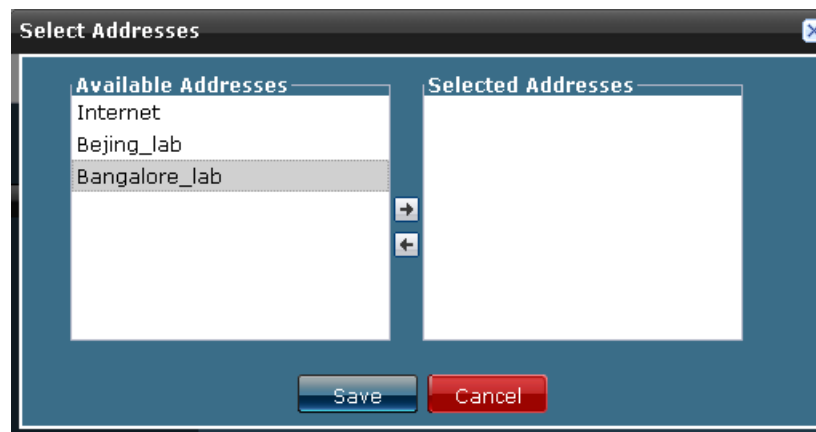 Select Addresses
Available Addresses
Internet
Bejing_lab
Bangalore_lab
Selected Addresses
Save
Cancel